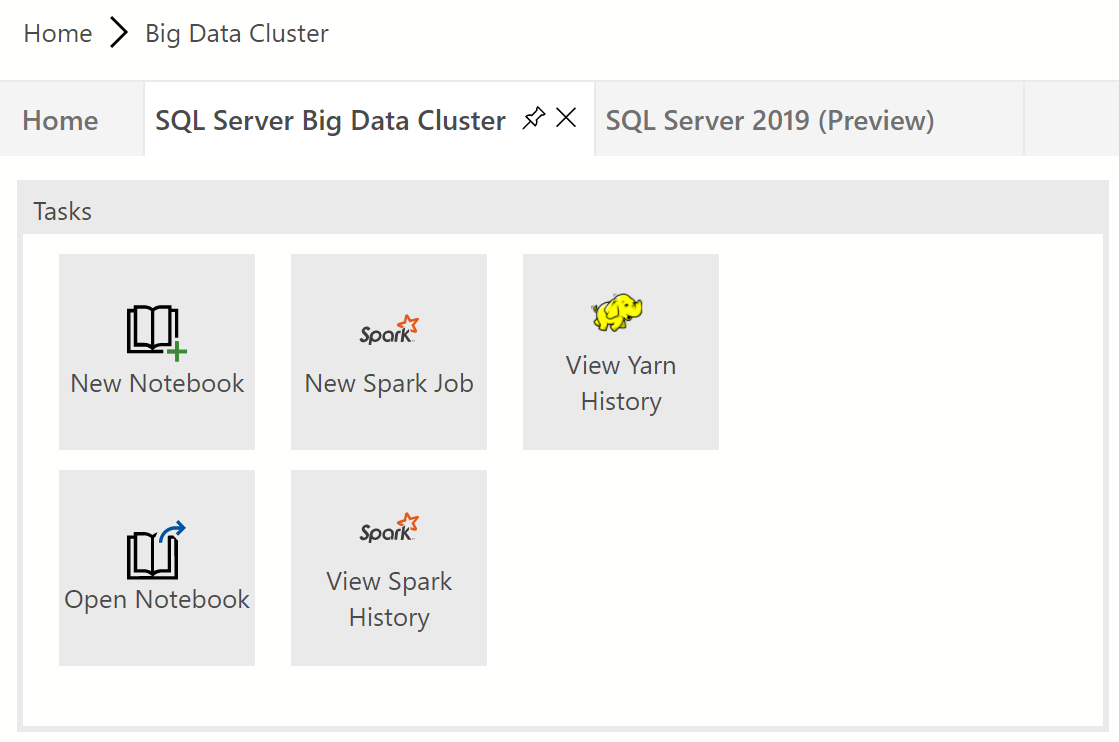 Home Big Data Cluster
Home SQL Server Big Data Cluster SQL Server 2019 (Preview)
Tasks
New Notebook
Spark
New Spark Job
View Yarn
History
Open Notebook
Spark
View Spark
History